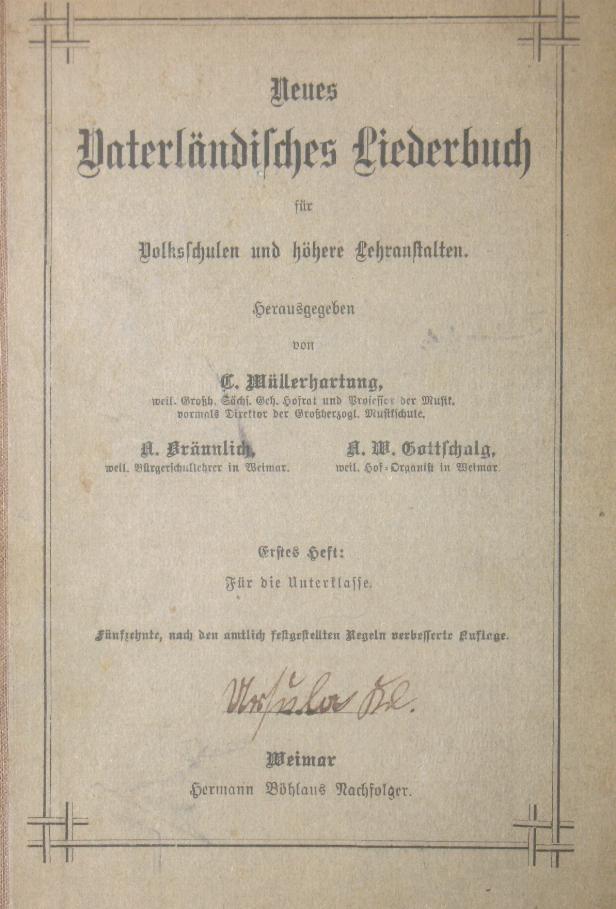 Neues
Vaterländisches Liederbuch
für
Volksschulen und höhere Lehranstalten.
Herausgegeben
von
C. Müllerhartung,
weil. Großh. Sächs. Geh. Hofrat und Professor der Musik.
vormals Direktor der Großherzogl. Musikschule.
A. Bräunlich,
weil. Bürgerschullehrer in Weimar.
A. W. Gottschalg,
weil. Hof-Organist in Weimar.
Erstes Heft:
Für die Unterklasse.
Fünfzehnte, nach den amtlich festgestellten Regeln verbesserte Auflage.
Ursula
Weimar
Hermann Böhlaus Nachfolger.